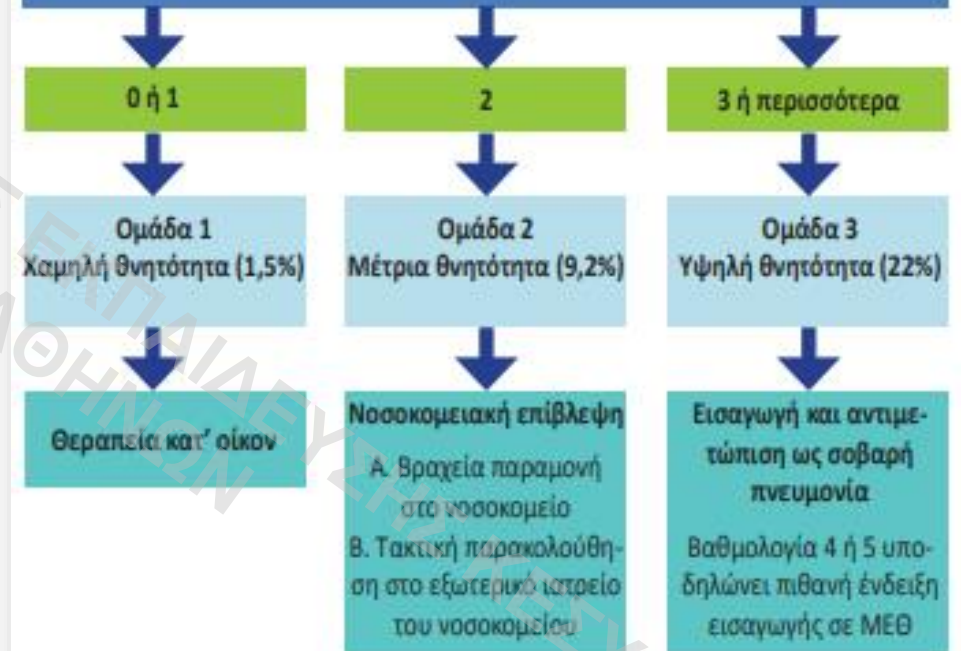 0 ή 1
2
3 ή περισσότερα
Ομάδα 1
Χαμηλή θνητότητα (1,5%)
Ομάδα 2
Μέτρια θνητότητα (9,2%)
Ομάδα 3
Υψηλή θνητότητα (22%)
Θεραπεία κατ' οίκον
Νοσοκομειακή επίβλεψη
Α. Βραχεία παραμονή
στο νοσοκομείο
Β. Τακτική παρακολούθη-
ση στο εξωτερικό ιατρείο
του νοσοκομείου
Εισαγωγή και αντιμε-
τώπιση ως σοβαρή
πνευμονία
Βαθμολογία 4 ή 5 υπο-
δηλώνει πιθανή ένδειξη
εισαγωγής σε ΜΕΘ
ΕΚΠΑΙΔΕΥΣΗΣ
ΑΘΗΝΩΝ